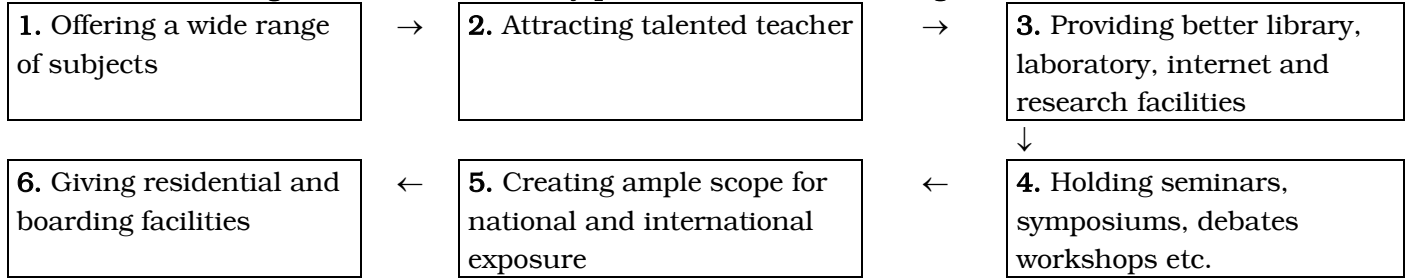 1. Offering a wide range of subjects
→
2. Attracting talented teacher
→
3. Providing better library, laboratory, internet and research facilities
↓
4. Holding seminars, symposiums, debates workshops etc.
←
5. Creating ample scope for national and international exposure
←
6. Giving residential and boarding facilities